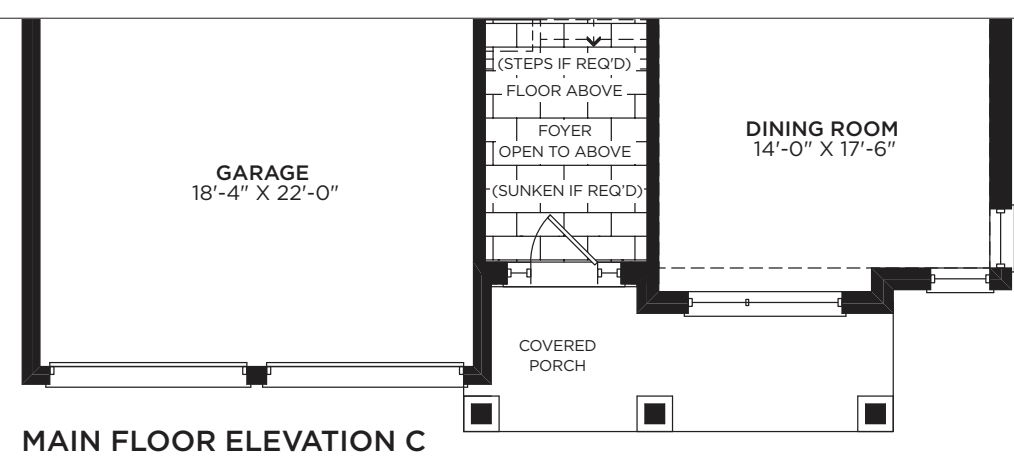 GARAGE
18'-4" X 22'-0"
(STEPS IF REQ'D)
FLOOR ABOVE
FOYER
OPEN TO ABOVE
(SUNKEN IF REQ'D)
DINING ROOM
14'-0" X 17'-6"
COVERED
PORCH
MAIN FLOOR ELEVATION C